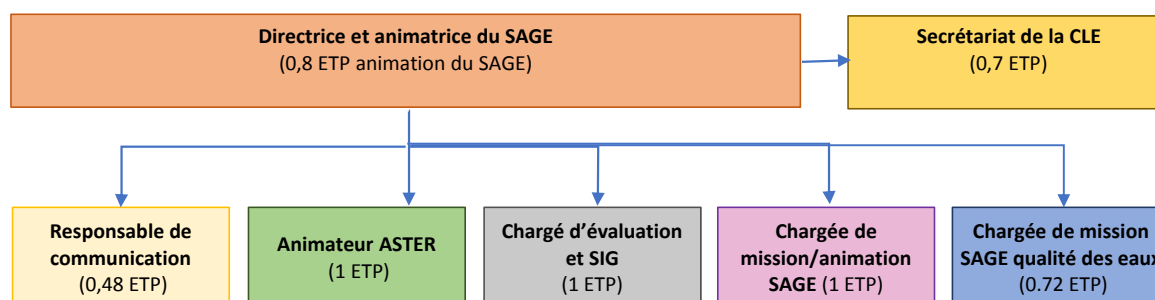 Directrice et animatrice du SAGE
(0,8 ETP animation du SAGE)
Secrétariat de la CLE
(0,7 ETP)
Responsable de
communication
(0,48 ETP)
Animateur ASTER
(1 ETP)
Chargé d'évaluation
et SIG
(1 ETP)
Chargée de
mission/animation
SAGE (1 ETP)
Chargée de mission
SAGE qualité des eaux
(0.72 ETP)